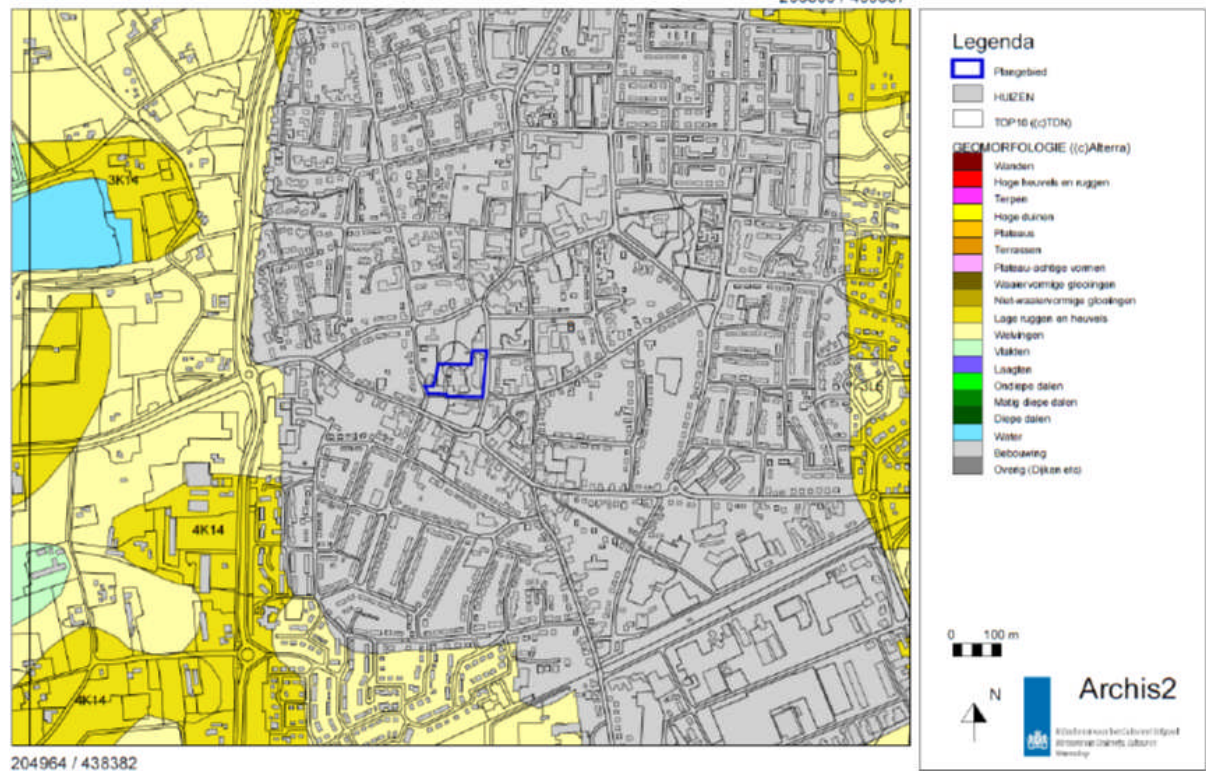 Legenda
Plangebied
HUIZEN
TOP10 ((c)TDN)
GEOMORFOLOGIE ((c)Alterra)
Wanden
Hoge heuvels en ruggen
Terpen
Hoge duinen
Plateaus
Terrassen
Plateau-achtige vormen
Waaiervormige glooiingen
Niet-waaiervormige glooiingen
Lage ruggen en heuvels
Welvingen
Vlakten
Laagten
Ondiepe dalen
Matig diepe dalen
Diepe dalen
Water
Bebouwing
Overig (Dijken etc)
3K14
3L5
4K14
4K14
0 100 m
N
Archis2
204964 / 438382